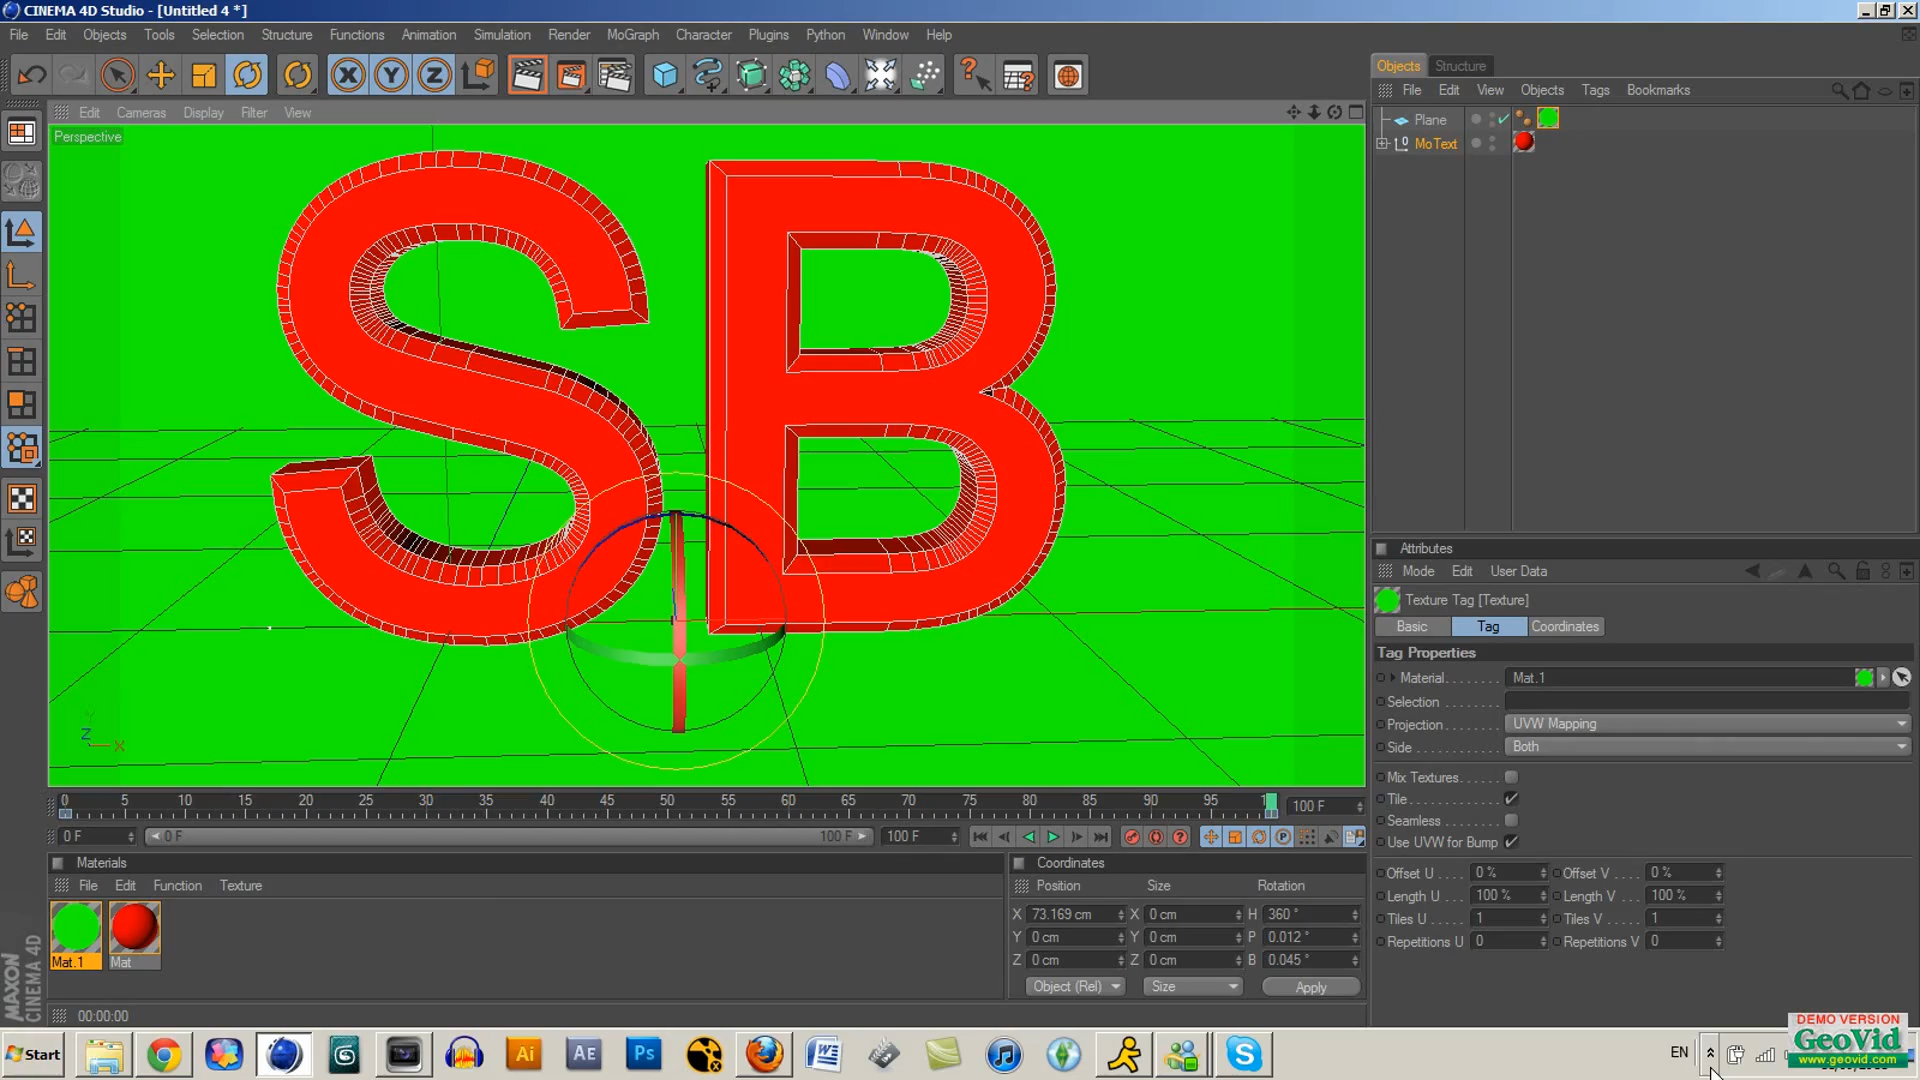 CINEMA 4D Studio - [Untitled 4 *]
File Edit Objects Tools Selection Structure Functions Animation Simulation Render MoGraph Character Plugins Python Window Help
Edit Cameras Display Filter View
Perspective
SB
Objects Structure
File Edit View Objects Tags Bookmarks
Plane
MoText
Attributes
Mode Edit User Data
Texture Tag [Texture]
Basic Tag Coordinates
Tag Properties
Material Mat.1
Selection
Projection UVW Mapping
Side Both
Mix Textures
Tile
Seamless
Use UVW for Bump
Offset U 0 % Offset V 0 %
Length U 100 % Length V 100 %
Tiles U 1 Tiles V 1
Repetitions U 0 Repetitions V 0
0 5 10 15 20 25 30 35 40 45 50 55 60 65 70 75 80 85 90 95 100 F
0 F 0 F 100 F 100 F
Materials
File Edit Function Texture
Mat.1 Mat
Coordinates
Position Size Rotation
X 73.169 cm X 0 cm H 360 °
Y 0 cm Y 0 cm P 0.012 °
Z 0 cm Z 0 cm B 0.045 °
Object (Rel) Size Apply
MAXON
CINEMA 4D
00:00:00
Start
Ai AE Ps
EN
DEMO VERSION
GeoVid
www.geovid.com